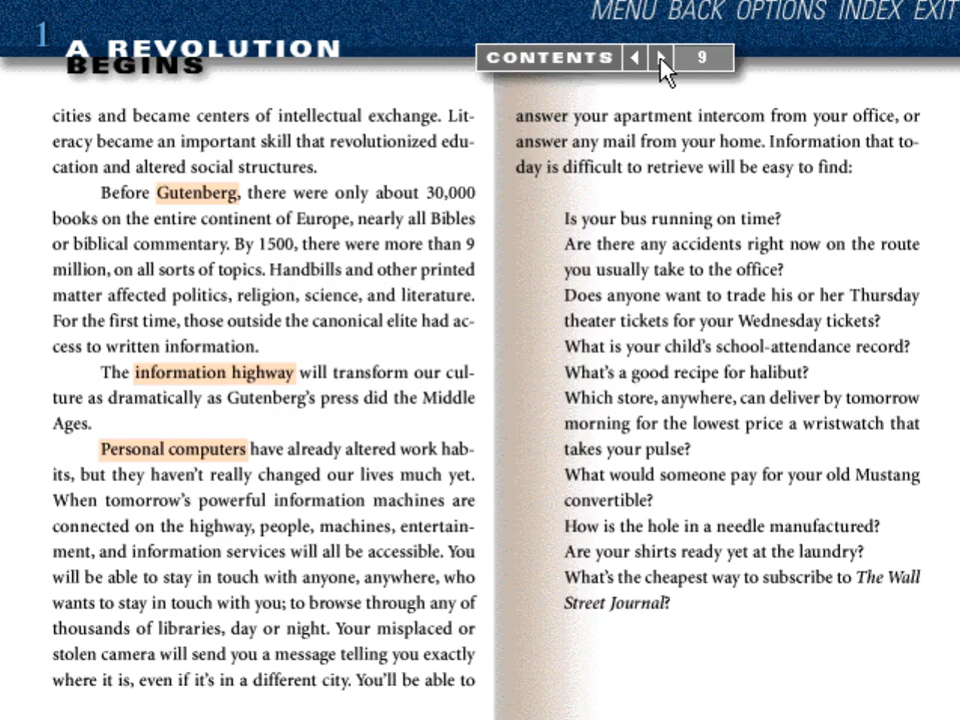 MENU BACK OPTIONS INDEX EXIT
1
A REVOLUTION
BEGINS
CONTENTS 9
cities and became centers of intellectual exchange. Lit-
eracy became an important skill that revolutionized edu-
cation and altered social structures.
Before Gutenberg, there were only about 30,000
books on the entire continent of Europe, nearly all Bibles
or biblical commentary. By 1500, there were more than 9
million, on all sorts of topics. Handbills and other printed
matter affected politics, religion, science, and literature.
For the first time, those outside the canonical elite had ac-
cess to written information.
The information highway will transform our cul-
ture as dramatically as Gutenberg's press did the Middle
Ages.
Personal computers have already altered work hab-
its, but they haven't really changed our lives much yet.
When tomorrow's powerful information machines are
connected on the highway, people, machines, entertain-
ment, and information services will all be accessible. You
will be able to stay in touch with anyone, anywhere, who
wants to stay in touch with you; to browse through any of
thousands of libraries, day or night. Your misplaced or
stolen camera will send you a message telling you exactly
where it is, even if it's in a different city. You'll be able to
answer your apartment intercom from your office, or
answer any mail from your home. Information that to-
day is difficult to retrieve will be easy to find:
Is your bus running on time?
Are there any accidents right now on the route
you usually take to the office?
Does anyone want to trade his or her Thursday
theater tickets for your Wednesday tickets?
What is your child's school-attendance record?
What's a good recipe for halibut?
Which store, anywhere, can deliver by tomorrow
morning for the lowest price a wristwatch that
takes your pulse?
What would someone pay for your old Mustang
convertible?
How is the hole in a needle manufactured?
Are your shirts ready yet at the laundry?
What's the cheapest way to subscribe to The Wall
Street Journal?